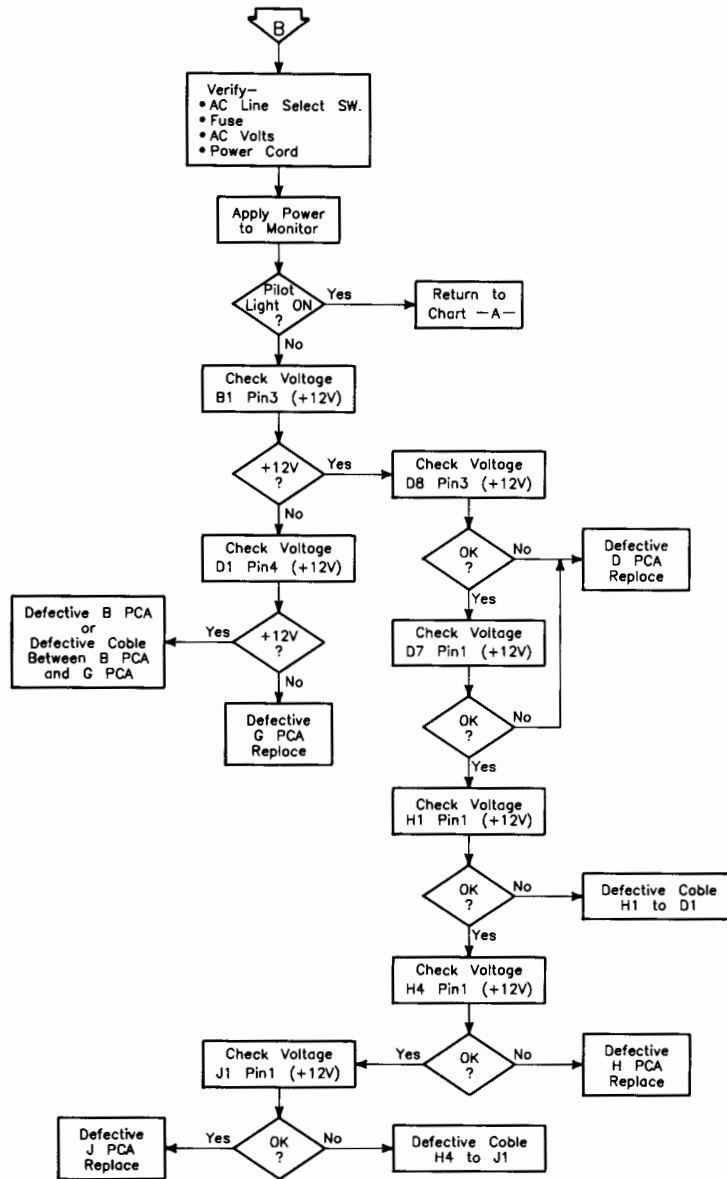 B
Verify—
• AC Line Select SW.
• Fuse
• AC Volts
• Power Cord
Apply Power
to Monitor
Pilot
Light ON
?
Yes
Return to
Chart —A—
No
Check Voltage
B1 Pin3 (+12V)
+12V
?
Yes
Check Voltage
D8 Pin3 (+12V)
No
OK
?
No
Defective
D PCA
Replace
Check Voltage
D1 Pin4 (+12V)
Yes
Defective B PCA
or
Defective Coble
Between B PCA
and G PCA
Yes
+12V
?
Check Voltage
D7 Pin1 (+12V)
No
Defective
G PCA
Replace
OK
?
No
Yes
Check Voltage
H1 Pin1 (+12V)
OK
?
No
Defective Coble
H1 to D1
Yes
Check Voltage
H4 Pin1 (+12V)
Check Voltage
J1 Pin1 (+12V)
Yes
OK
?
No
Defective
H PCA
Replace
Defective
J PCA
Replace
Yes
OK
?
No
Defective Coble
H4 to J1